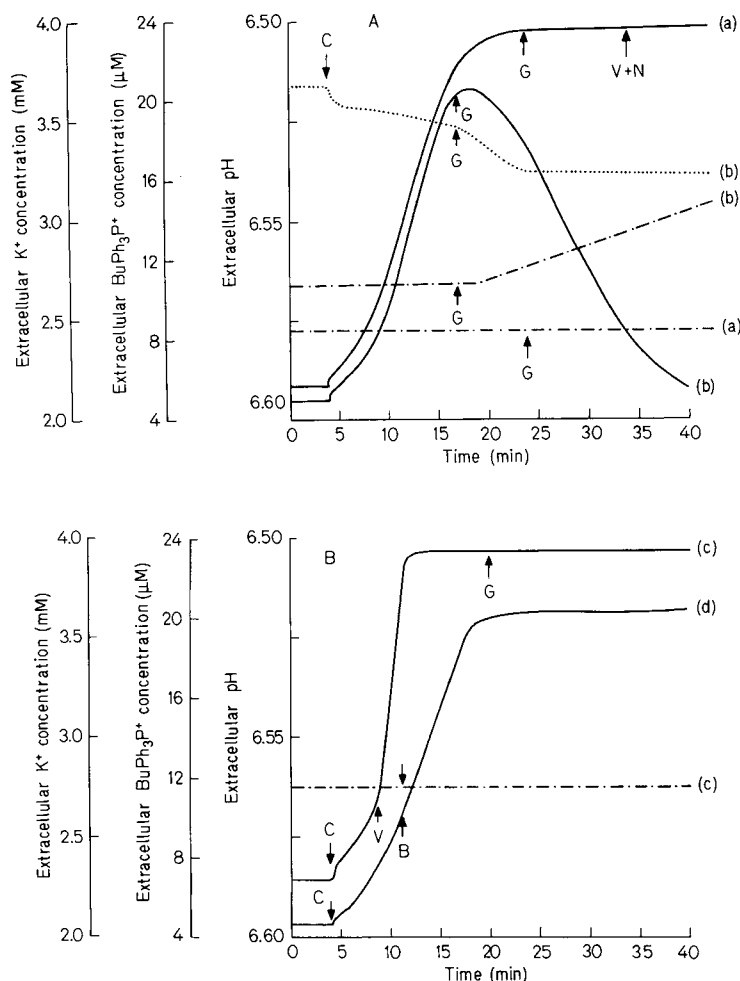 A
Extracellular K⁺ concentration (mM)
4.0
3.5
3.0
2.5
2.0
Extracellular BuPh₃P⁺ concentration (μM)
24
20
16
12
8
4
Extracellular pH
6.50
6.55
6.60
C
G
V+N
G
G
G
G
(a)
(b)
(b)
(a)
(b)
0 5 10 15 20 25 30 35 40
Time (min)
B
Extracellular K⁺ concentration (mM)
4.0
3.5
3.0
2.5
2.0
Extracellular BuPh₃P⁺ concentration (μM)
24
20
16
12
8
4
Extracellular pH
6.50
6.55
6.60
G
C
V
B
C
(c)
(d)
(c)
0 5 10 15 20 25 30 35 40
Time (min)